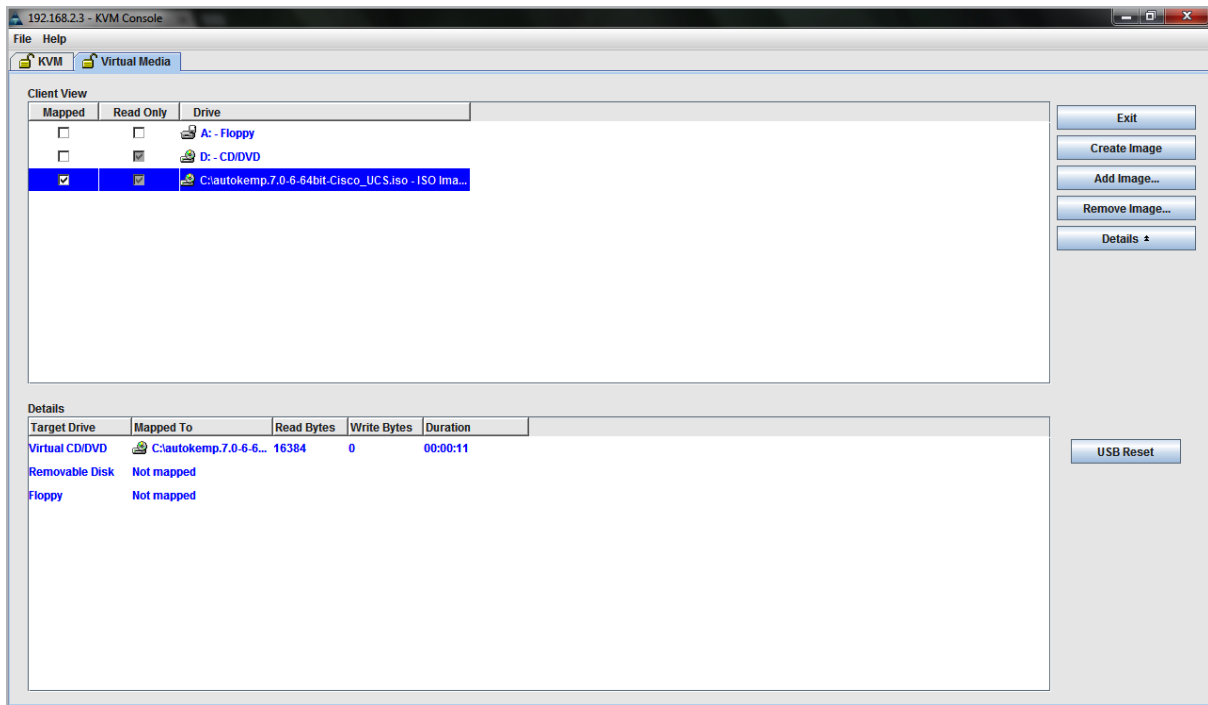 192.168.2.3 - KVM Console
File Help
KVM Virtual Media
Client View
Mapped Read Only Drive
A: - Floppy
D: - CD/DVD
C:\autokemp.7.0-6-64bit-Cisco_UCS.iso - ISO Ima...
Exit
Create Image
Add Image...
Remove Image...
Details
Details
Target Drive Mapped To Read Bytes Write Bytes Duration
Virtual CD/DVD C:\autokemp.7.0-6-6... 16384 0 00:00:11
Removable Disk Not mapped
Floppy Not mapped
USB Reset